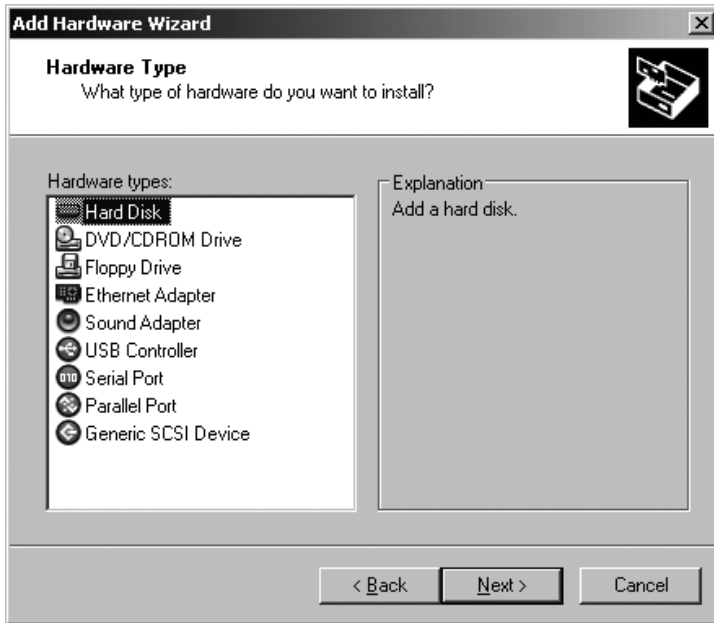 Add Hardware Wizard
Hardware Type
What type of hardware do you want to install?
Hardware types:
Hard Disk
DVD/CDROM Drive
Floppy Drive
Ethernet Adapter
Sound Adapter
USB Controller
Serial Port
Parallel Port
Generic SCSI Device
Explanation
Add a hard disk.
< Back
Next >
Cancel